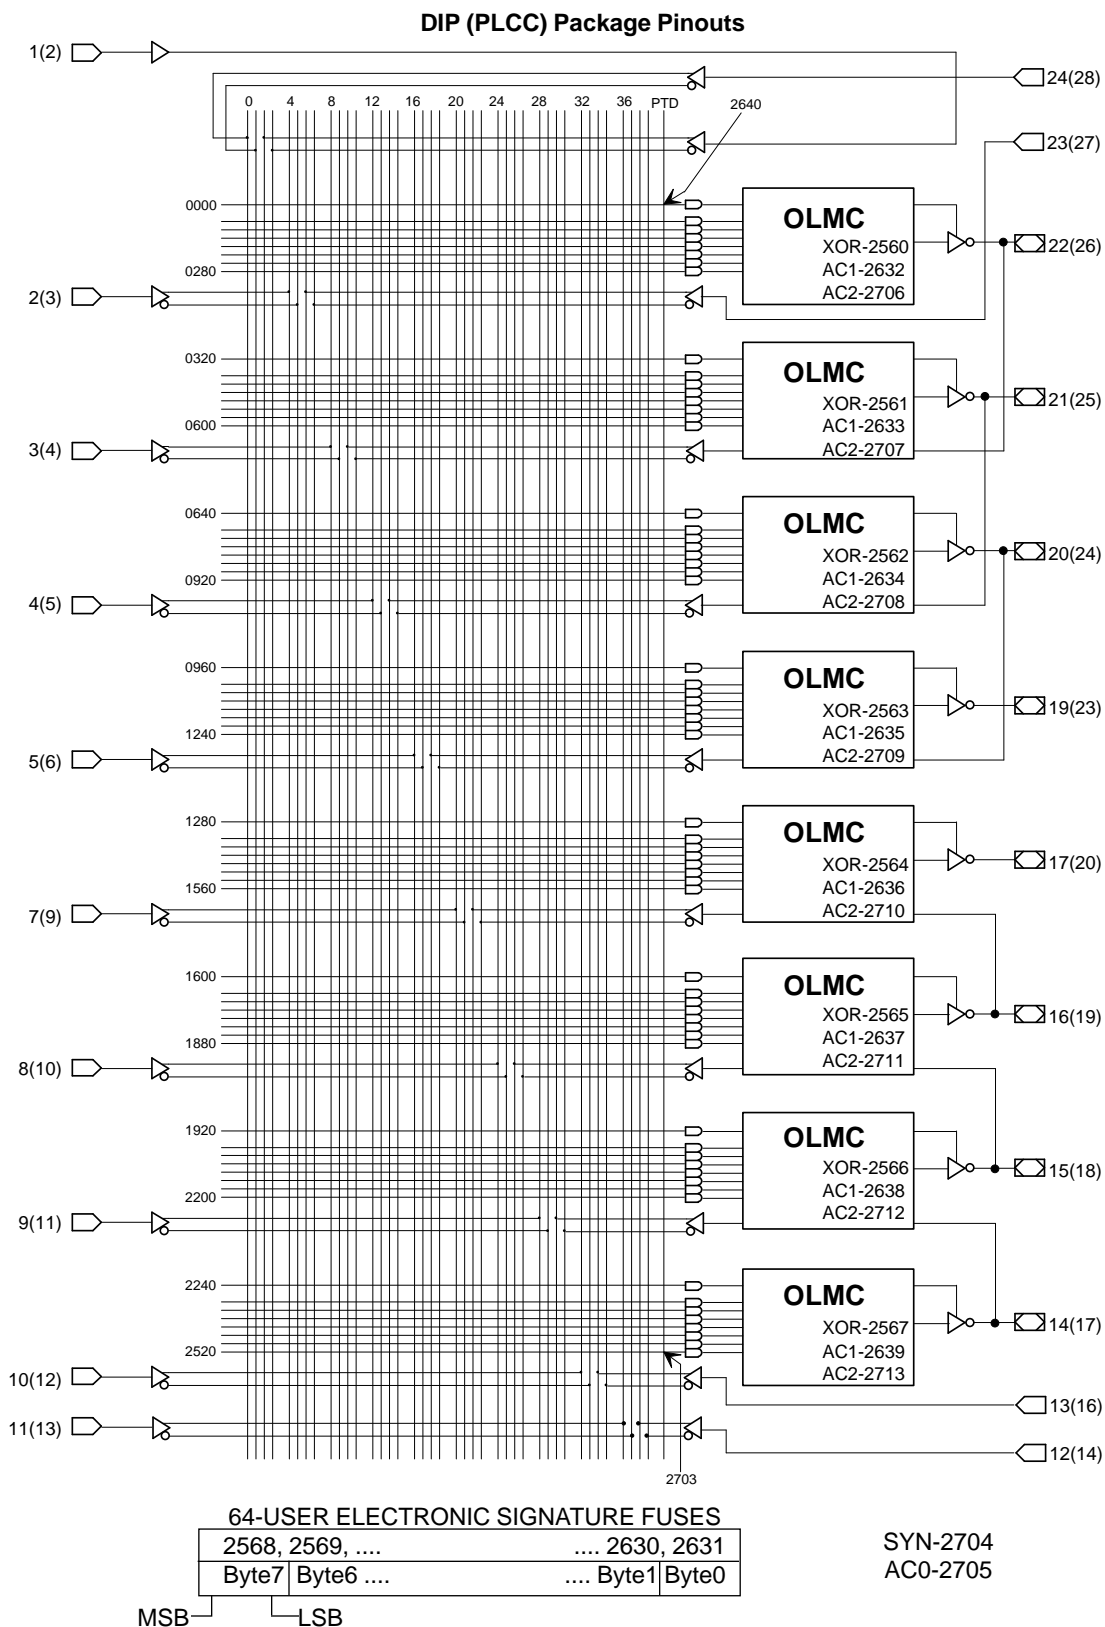 DIP (PLCC) Package Pinouts
1(2)
24(28)
0 4 8 12 16 20 24 28 32 36 PTD
2640
23(27)
0000
OLMC
XOR-2560
AC1-2632
AC2-2706
22(26)
0280
2(3)
0320
OLMC
XOR-2561
AC1-2633
AC2-2707
21(25)
0600
3(4)
0640
OLMC
XOR-2562
AC1-2634
AC2-2708
20(24)
0920
4(5)
0960
OLMC
XOR-2563
AC1-2635
AC2-2709
19(23)
1240
5(6)
1280
OLMC
XOR-2564
AC1-2636
AC2-2710
17(20)
1560
7(9)
1600
OLMC
XOR-2565
AC1-2637
AC2-2711
16(19)
1880
8(10)
1920
OLMC
XOR-2566
AC1-2638
AC2-2712
15(18)
2200
9(11)
2240
OLMC
XOR-2567
AC1-2639
AC2-2713
14(17)
2520
10(12)
13(16)
11(13)
12(14)
2703
64-USER ELECTRONIC SIGNATURE FUSES
2568, 2569, .... .... 2630, 2631
Byte7 Byte6 .... .... Byte1 Byte0
MSB LSB
SYN-2704
AC0-2705